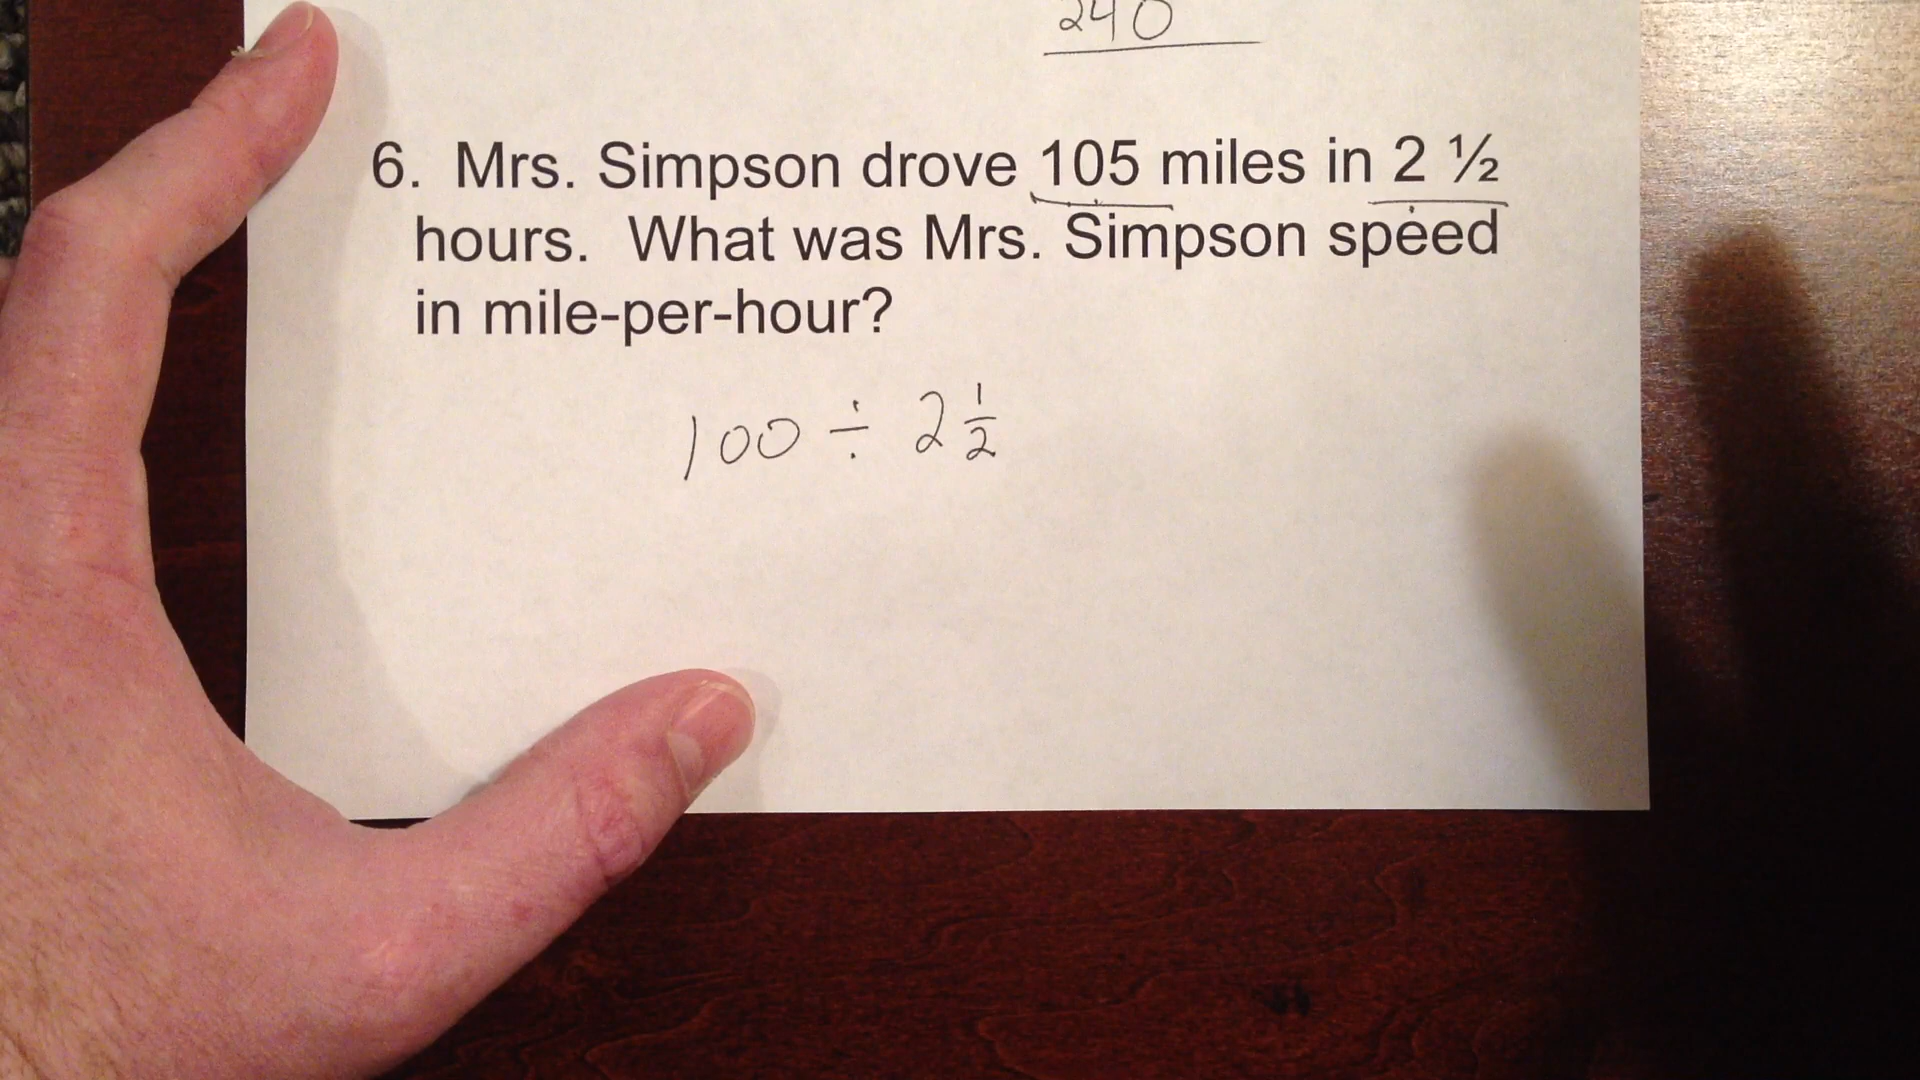 240
6. Mrs. Simpson drove 105 miles in 2 ½
hours. What was Mrs. Simpson speed
in mile-per-hour?
100 ÷ 2 1/2